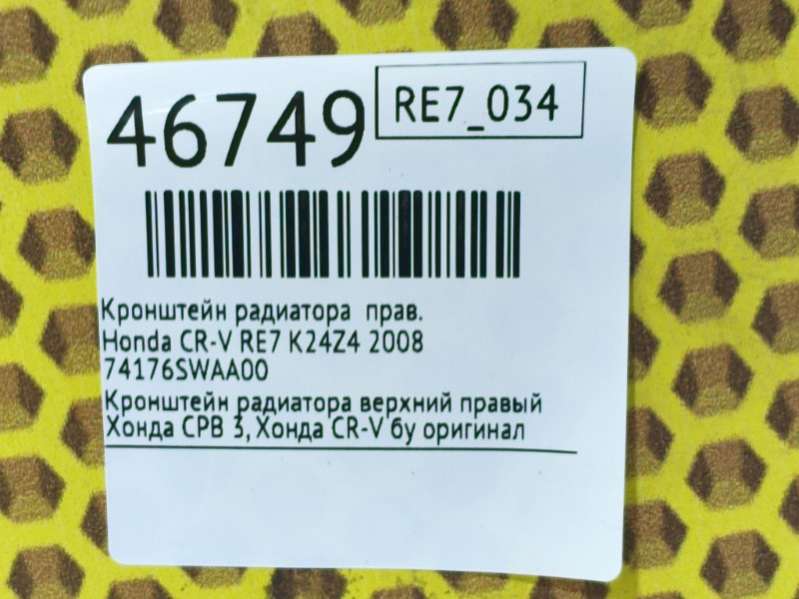 46749
RE7_034
Кронштейн радиатора прав.
Honda CR-V RE7 K24Z4 2008
74176SWAA00
Кронштейн радиатора верхний правый
Хонда СРВ 3, Хонда CR-V бу оригинал